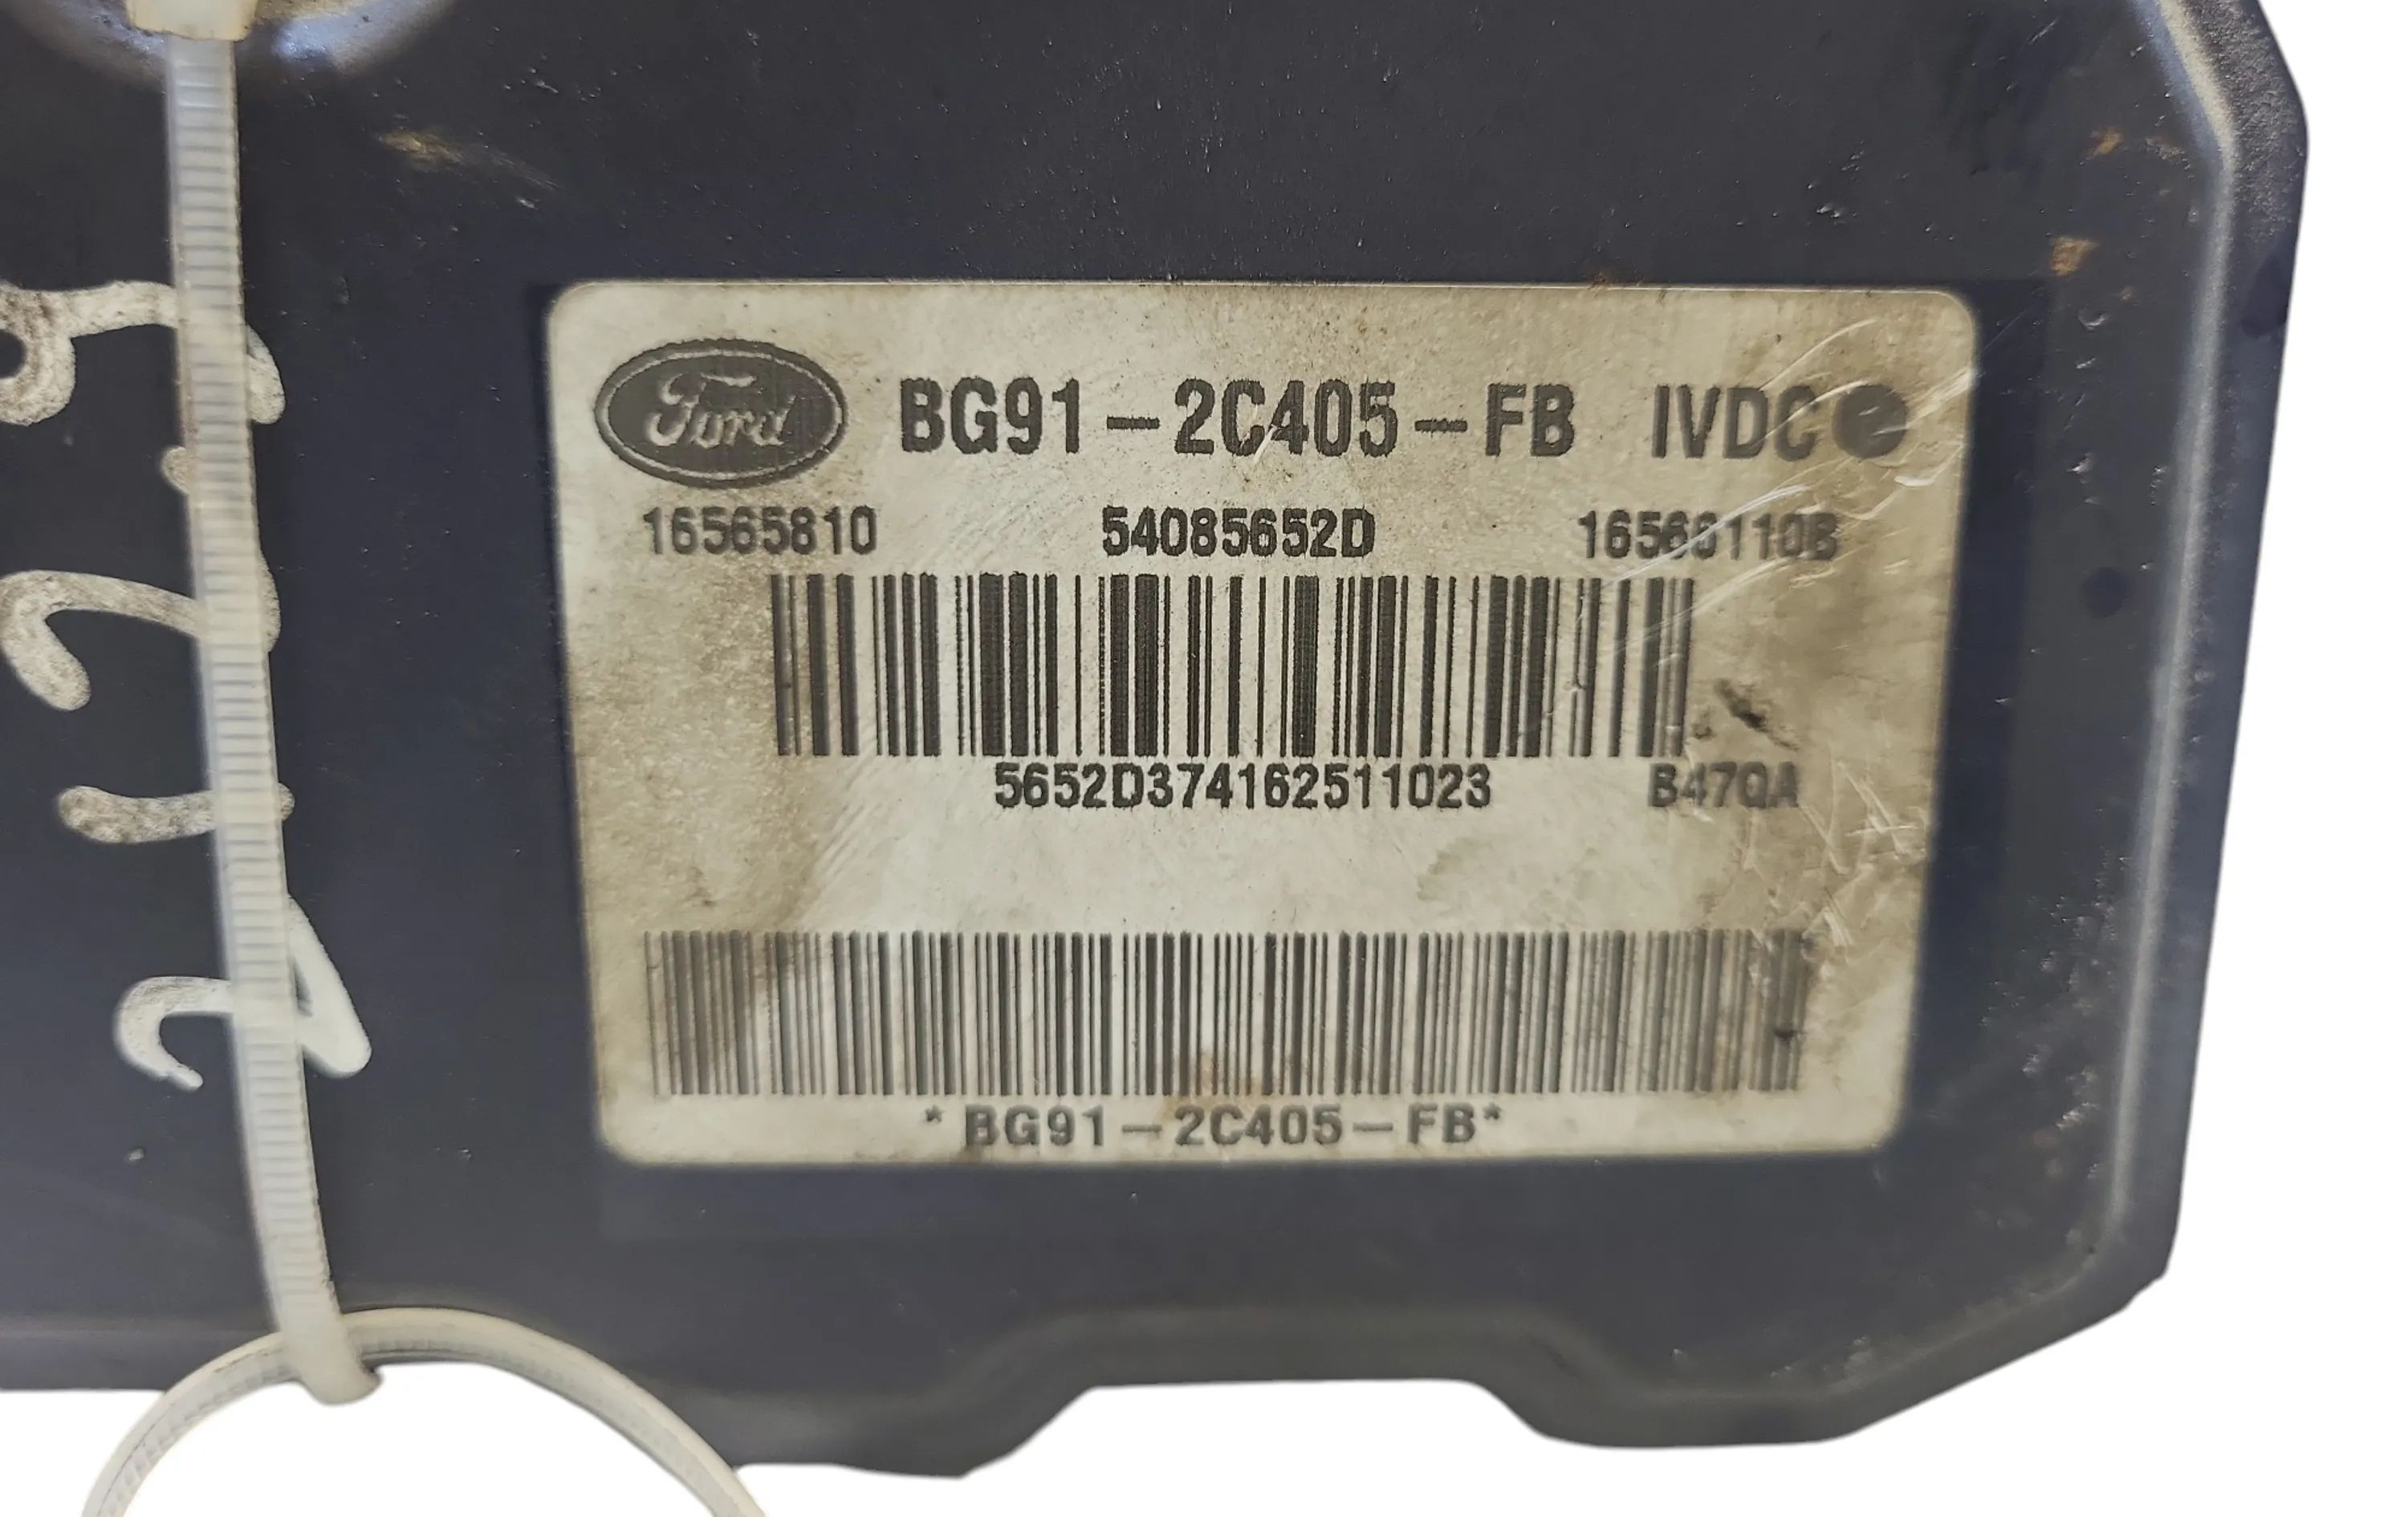 Ford BG91-2C405-FB IVDC
16565810 54085652D 16566110B
5652D374162511023 B47QA
*BG91-2C405-FB*